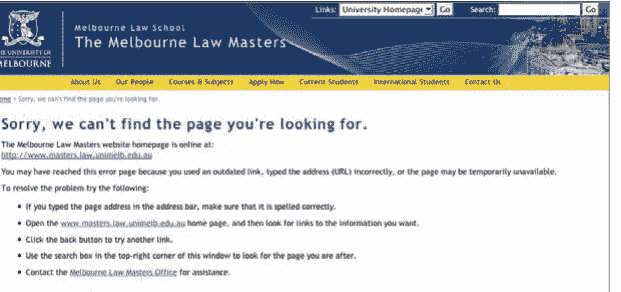 Links: University Homepage Go Search: Go
Melbourne Law School
The Melbourne Law Masters
THE UNIVERSITY OF
MELBOURNE
About Us Our People Courses & Subjects Apply Now Current Students International Students Contact Us
> Sorry, we can't find the page you're looking for.
Sorry, we can't find the page you're looking for.
The Melbourne Law Masters website homepage is online at:
http://www.masters.law.unimelb.edu.au
You may have reached this error page because you used an outdated link, typed the address (URL) incorrectly, or the page may be temporarily unavailable.
To resolve the problem try the following:
• If you typed the page address in the address bar, make sure that it is spelled correctly.
• Open the www.masters.law.unimelb.edu.au home page, and then look for links to the information you want.
• Click the back button to try another link.
• Use the search box in the top-right corner of this window to look for the page you are after.
• Contact the Melbourne Law Masters Office for assistance.